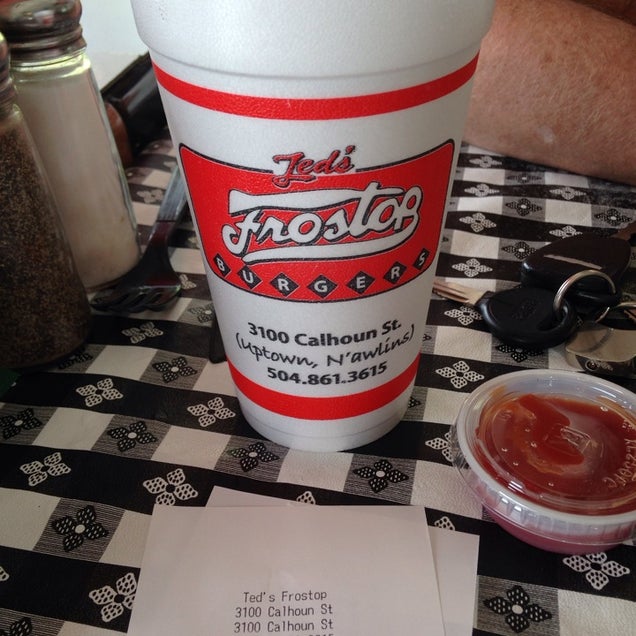 Ted's
Frostop
BURGERS
3100 Calhoun St.
(Uptown, N'awlins)
504.861.3615
Ted's Frostop
3100 Calhoun St
3100 Calhoun St